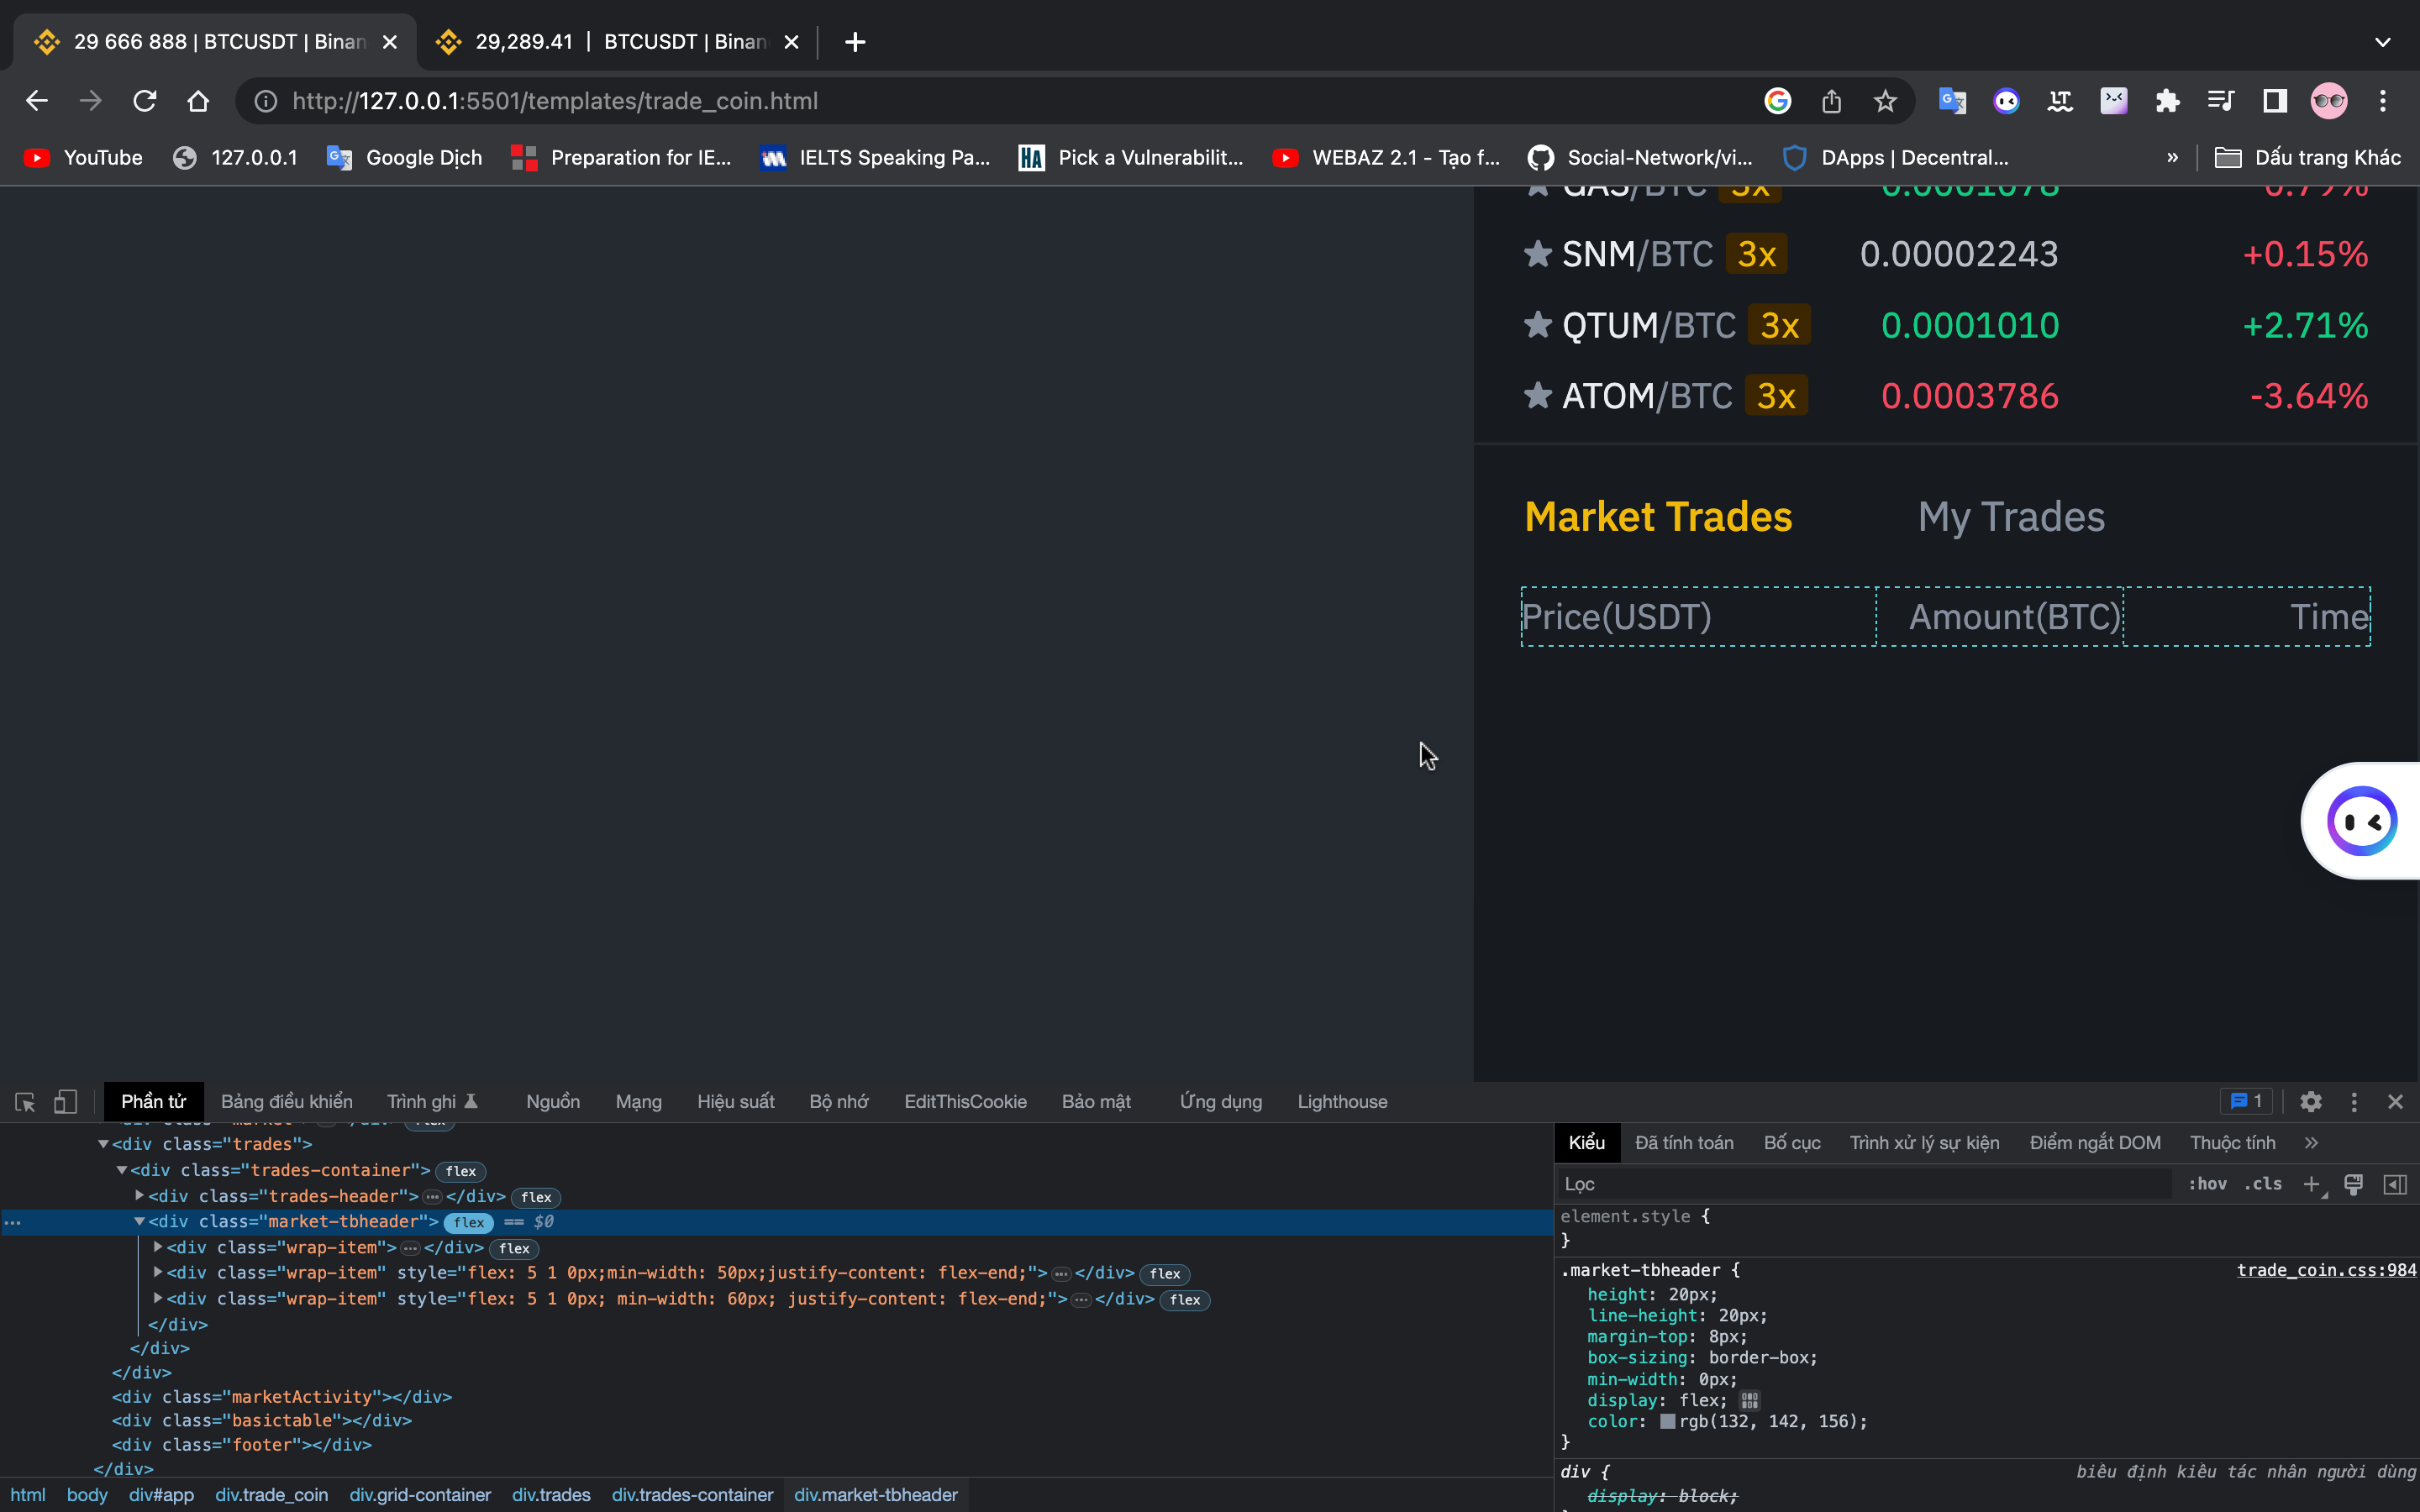 29 666 888 | BTCUSDT | Binan
29,289.41 | BTCUSDT | Binan
http://127.0.0.1:5501/templates/trade_coin.html
YouTube 127.0.0.1 Google Dịch Preparation for IE... IELTS Speaking Pa... HA Pick a Vulnerabilit... WEBAZ 2.1 - Tạo f... Social-Network/vi... DApps | Decentral... » Dấu trang Khác
GAS/BTC 3x 0.0001078 0.79%
SNM/BTC 3x 0.00002243 +0.15%
QTUM/BTC 3x 0.0001010 +2.71%
ATOM/BTC 3x 0.0003786 -3.64%
Market Trades My Trades
Price(USDT) Amount(BTC) Time
Phần tử Bảng điều khiển Trình ghi Nguồn Mạng Hiệu suất Bộ nhớ EditThisCookie Bảo mật Ứng dụng Lighthouse 1
<div class="trades">
<div class="trades-container"> flex
<div class="trades-header"> ... </div> flex
... <div class="market-tbheader"> flex == $0
<div class="wrap-item"> ... </div> flex
<div class="wrap-item" style="flex: 5 1 0px;min-width: 50px;justify-content: flex-end;"> ... </div> flex
<div class="wrap-item" style="flex: 5 1 0px; min-width: 60px; justify-content: flex-end;"> ... </div> flex
</div>
</div>
</div>
<div class="marketActivity"></div>
<div class="basictable"></div>
<div class="footer"></div>
</div>
html body div#app div.trade_coin div.grid-container div.trades div.trades-container div.market-tbheader
Kiểu Đã tính toán Bố cục Trình xử lý sự kiện Điểm ngắt DOM Thuộc tính »
Lọc :hov .cls
element.style {
}
.market-tbheader { trade_coin.css:984
height: 20px;
line-height: 20px;
margin-top: 8px;
box-sizing: border-box;
min-width: 0px;
display: flex;
color: rgb(132, 142, 156);
}
div { biểu định kiểu tác nhân người dùng
display: block;